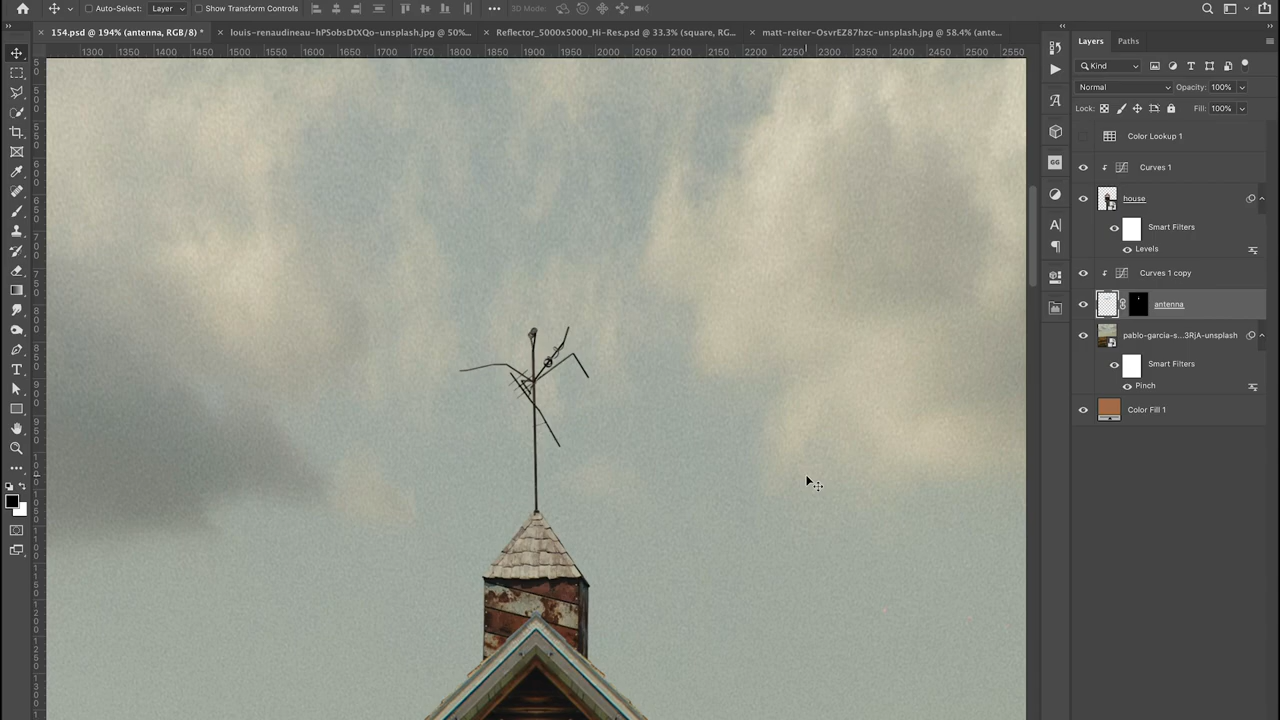 Auto-Select: Layer Show Transform Controls 3D Mode:
154.psd @ 194% (antenna, RGB/8) * louis-renaudineau-hPSobsDtXQo-unsplash.jpg @ 50%... Reflector_5000x5000_Hi-Res.psd @ 33.3% (square, RG... matt-reiter-OsvrEZ87hzc-unsplash.jpg @ 58.4% (ante...
1300 1350 1400 1450 1500 1550 1600 1650 1700 1750 1800 1850 1900 1950 2000 2050 2100 2150 2200 2250 2300 2350 2400 2450 2500 2550
Layers Paths
Kind
Normal Opacity: 100%
Lock: Fill: 100%
Color Lookup 1
Curves 1
house
Smart Filters
Levels
Curves 1 copy
antenna
pablo-garcia-s...3RjA-unsplash
Smart Filters
Pinch
Color Fill 1